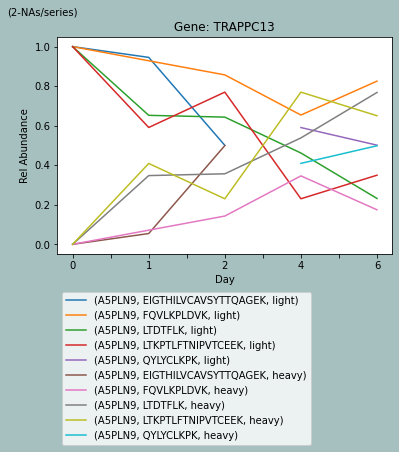 (2-NAs/series)
Gene: TRAPPC13
Rel Abundance
1.0
0.8
0.6
0.4
0.2
0.0
0 1 2 4 6
Day
(A5PLN9, EIGTHILVCAVSYTTQAGEK, light)
(A5PLN9, FQVLKPLDVK, light)
(A5PLN9, LTDTFLK, light)
(A5PLN9, LTKPTLFTNIPVTCEEK, light)
(A5PLN9, QYLYCLKPK, light)
(A5PLN9, EIGTHILVCAVSYTTQAGEK, heavy)
(A5PLN9, FQVLKPLDVK, heavy)
(A5PLN9, LTDTFLK, heavy)
(A5PLN9, LTKPTLFTNIPVTCEEK, heavy)
(A5PLN9, QYLYCLKPK, heavy)